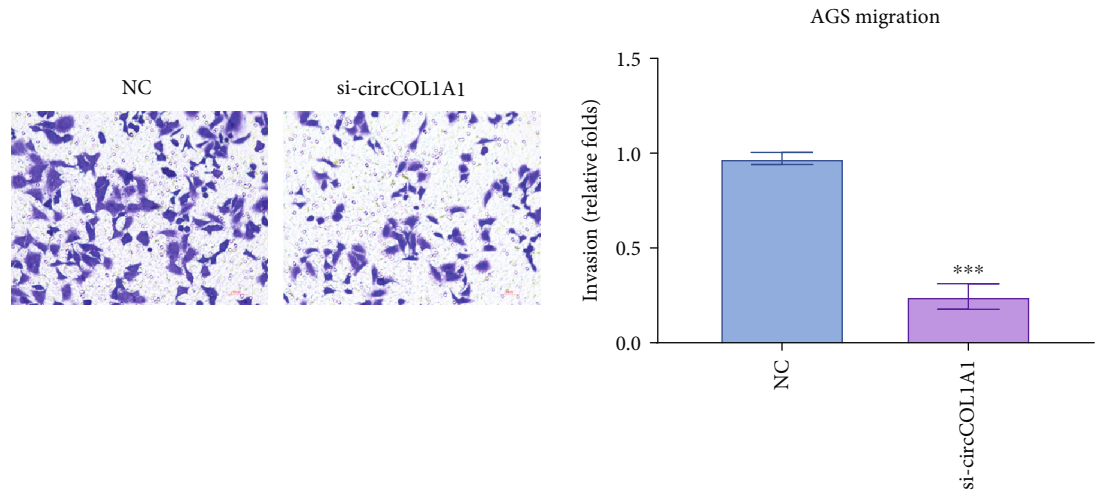 NC
si-circCOL1A1
AGS migration
Invasion (relative folds)
1.5
1.0
0.5
0.0
***
NC
si-circCOL1A1